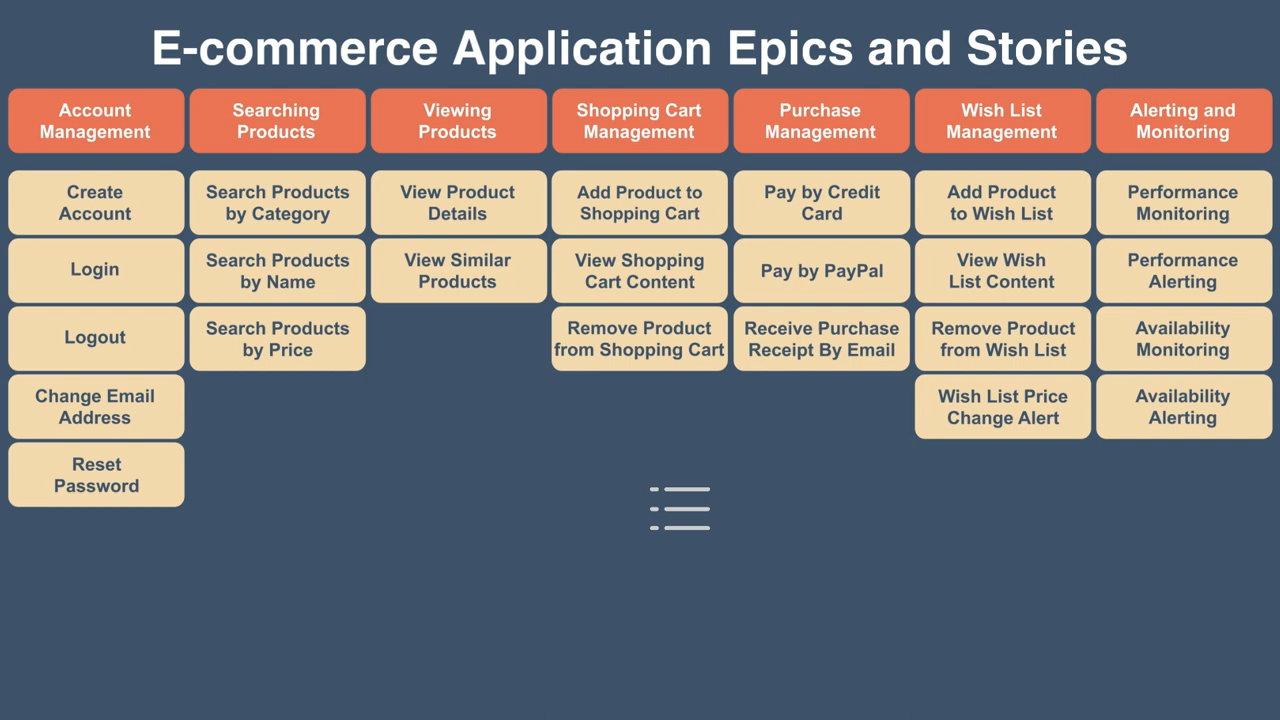 E-commerce Application Epics and Stories
Account
Management
Create
Account
Login
Logout
Change Email
Address
Reset
Password
Searching
Products
Search Products
by Category
Search Products
by Name
Search Products
by Price
Viewing
Products
View Product
Details
View Similar
Products
Shopping Cart
Management
Add Product to
Shopping Cart
View Shopping
Cart Content
Remove Product
from Shopping Cart
Purchase
Management
Pay by Credit
Card
Pay by PayPal
Receive Purchase
Receipt By Email
Wish List
Management
Add Product
to Wish List
View Wish
List Content
Remove Product
from Wish List
Wish List Price
Change Alert
Alerting and
Monitoring
Performance
Monitoring
Performance
Alerting
Availability
Monitoring
Availability
Alerting